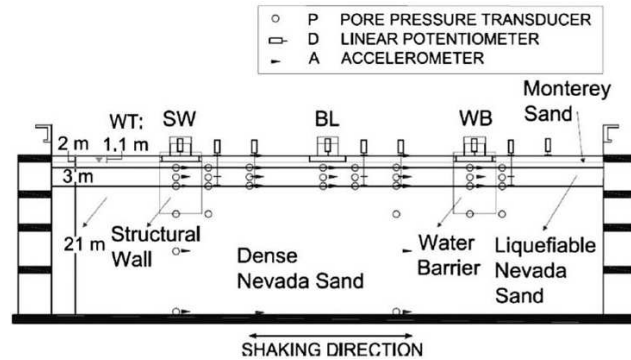 P PORE PRESSURE TRANSDUCER
D LINEAR POTENTIOMETER
A ACCELEROMETER
Monterey
Sand
WT: SW BL WB
2 m 1.1 m
3 m
21 m Structural
Wall
Dense
Nevada Sand
Water
Barrier
Liquefiable
Nevada
Sand
SHAKING DIRECTION